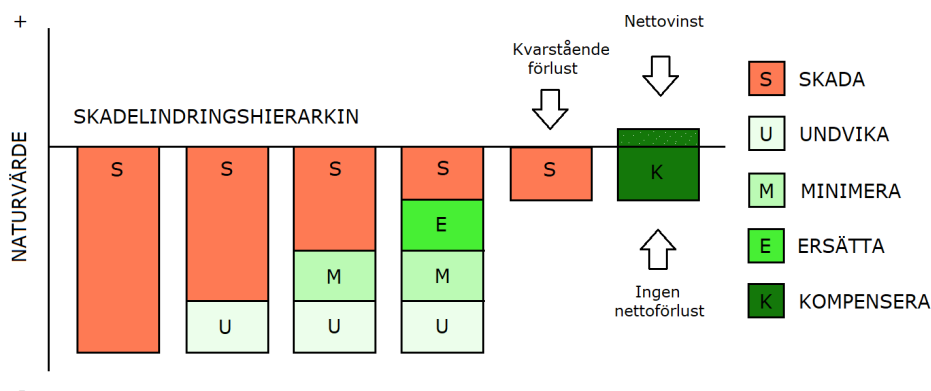 +
Nettovinst
Kvarstående
förlust
SKADELINDRINGSHIERARKIN
NATURVÄRDE
S
S
S
S
S
K
E
M
M
U
U
U
Ingen
nettoförlust
S SKADA
U UNDVIKA
M MINIMERA
E ERSÄTTA
K KOMPENSERA